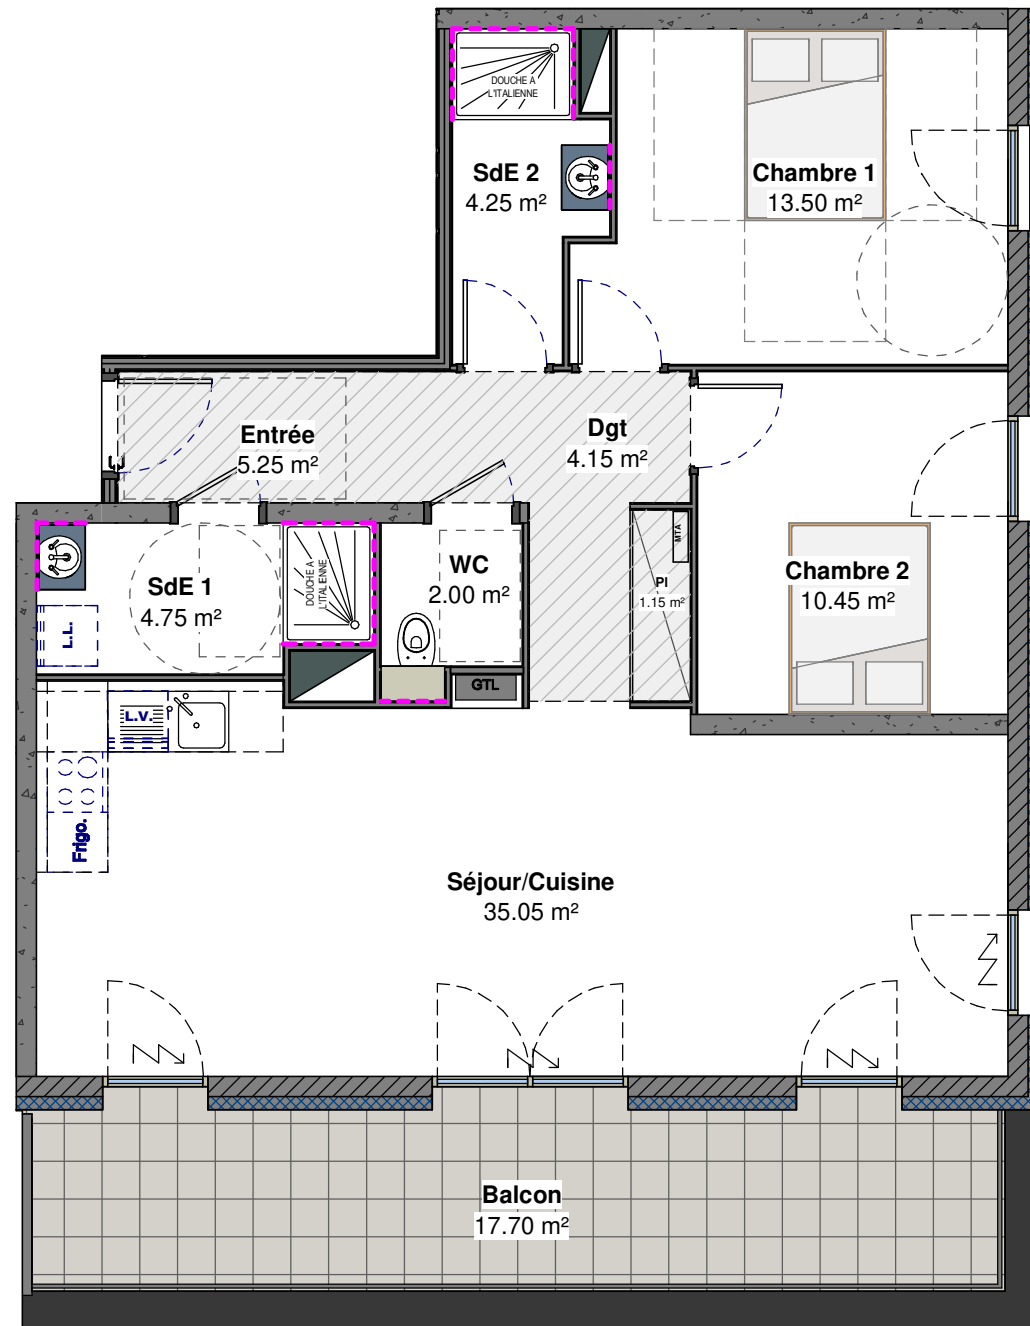 DOUCHE A
L'ITALIENNE
SdE 2
4.25 m²
Chambre 1
13.50 m²
Entrée
5.25 m²
Dgt
4.15 m²
SdE 1
4.75 m²
DOUCHE A
L'ITALIENNE
WC
2.00 m²
MTA
Pl
1.15 m²
Chambre 2
10.45 m²
L.L.
GTL
L.V.
Frigo.
Séjour/Cuisine
35.05 m²
Balcon
17.70 m²